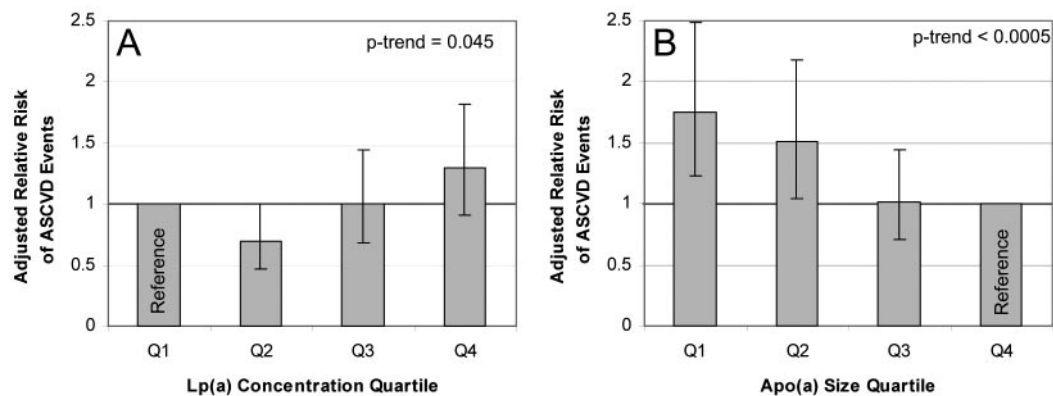 A
p-trend = 0.045
Adjusted Relative Risk
of ASCVD Events
2.5
2
1.5
1
0.5
0
Reference
Q1 Q2 Q3 Q4
Lp(a) Concentration Quartile
B
p-trend < 0.0005
Adjusted Relative Risk
of ASCVD Events
2.5
2
1.5
1
0.5
0
Reference
Q1 Q2 Q3 Q4
Apo(a) Size Quartile